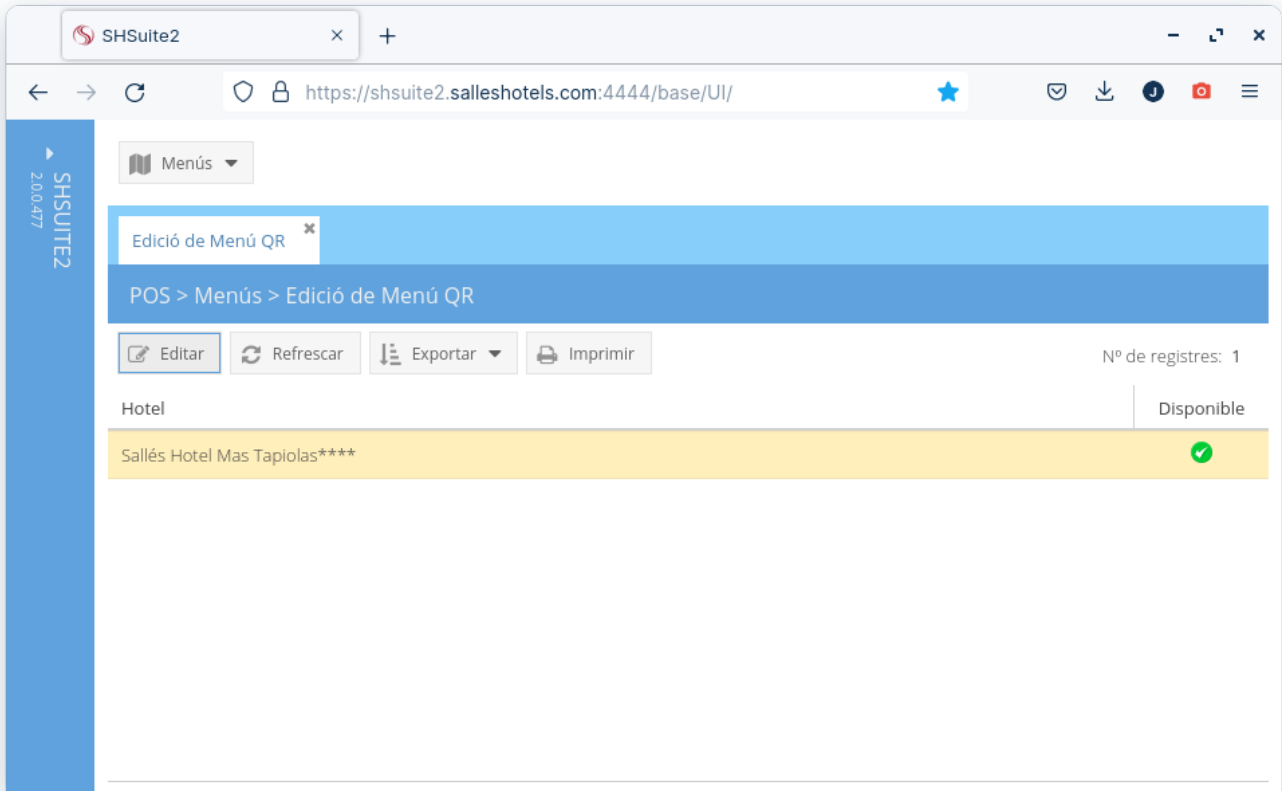 SHSuite2
https://shsuite2.salleshotels.com:4444/base/UI/
J
SHSUITE2
2.0.0.477
Menús
Edició de Menú QR
POS > Menús > Edició de Menú QR
Editar Refrescar Exportar Imprimir Nº de registres: 1
Hotel Disponible
Sallés Hotel Mas Tapiolas****